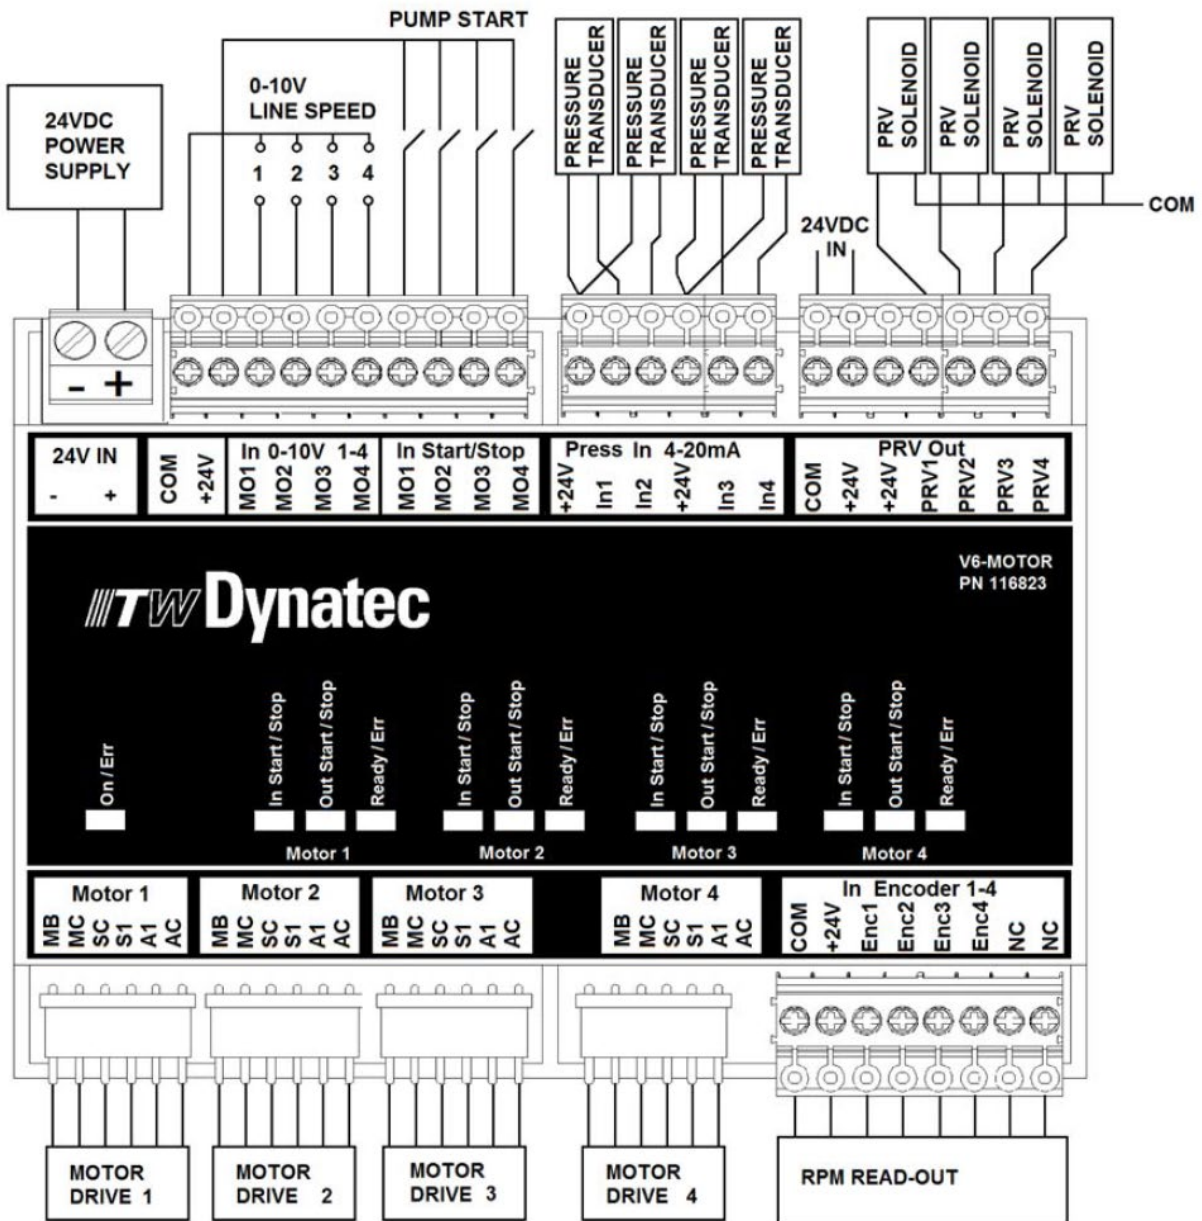 PUMP START
0-10V
LINE SPEED
1 2 3 4
24VDC
POWER
SUPPLY
PRESSURE
TRANSDUCER
PRESSURE
TRANSDUCER
PRESSURE
TRANSDUCER
PRESSURE
TRANSDUCER
PRV
SOLENOID
PRV
SOLENOID
PRV
SOLENOID
PRV
SOLENOID
COM
24VDC
IN
- +
24V IN
- +
COM
+24V
In 0-10V 1-4
MO1
MO2
MO3
MO4
In Start/Stop
MO1
MO2
MO3
MO4
Press In 4-20mA
+24V
In1
In2
+24V
In3
In4
PRV Out
COM
+24V
+24V
PRV1
PRV2
PRV3
PRV4
V6-MOTOR
PN 116823
ITW Dynatec
On / Err
In Start / Stop
Out Start / Stop
Ready / Err
Motor 1
In Start / Stop
Out Start / Stop
Ready / Err
Motor 2
In Start / Stop
Out Start / Stop
Ready / Err
Motor 3
In Start / Stop
Out Start / Stop
Ready / Err
Motor 4
Motor 1
MB
MC
SC
S1
A1
AC
Motor 2
MB
MC
SC
S1
A1
AC
Motor 3
MB
MC
SC
S1
A1
AC
Motor 4
MB
MC
SC
S1
A1
AC
In Encoder 1-4
COM
+24V
Enc1
Enc2
Enc3
Enc4
NC
NC
MOTOR
DRIVE 1
MOTOR
DRIVE 2
MOTOR
DRIVE 3
MOTOR
DRIVE 4
RPM READ-OUT